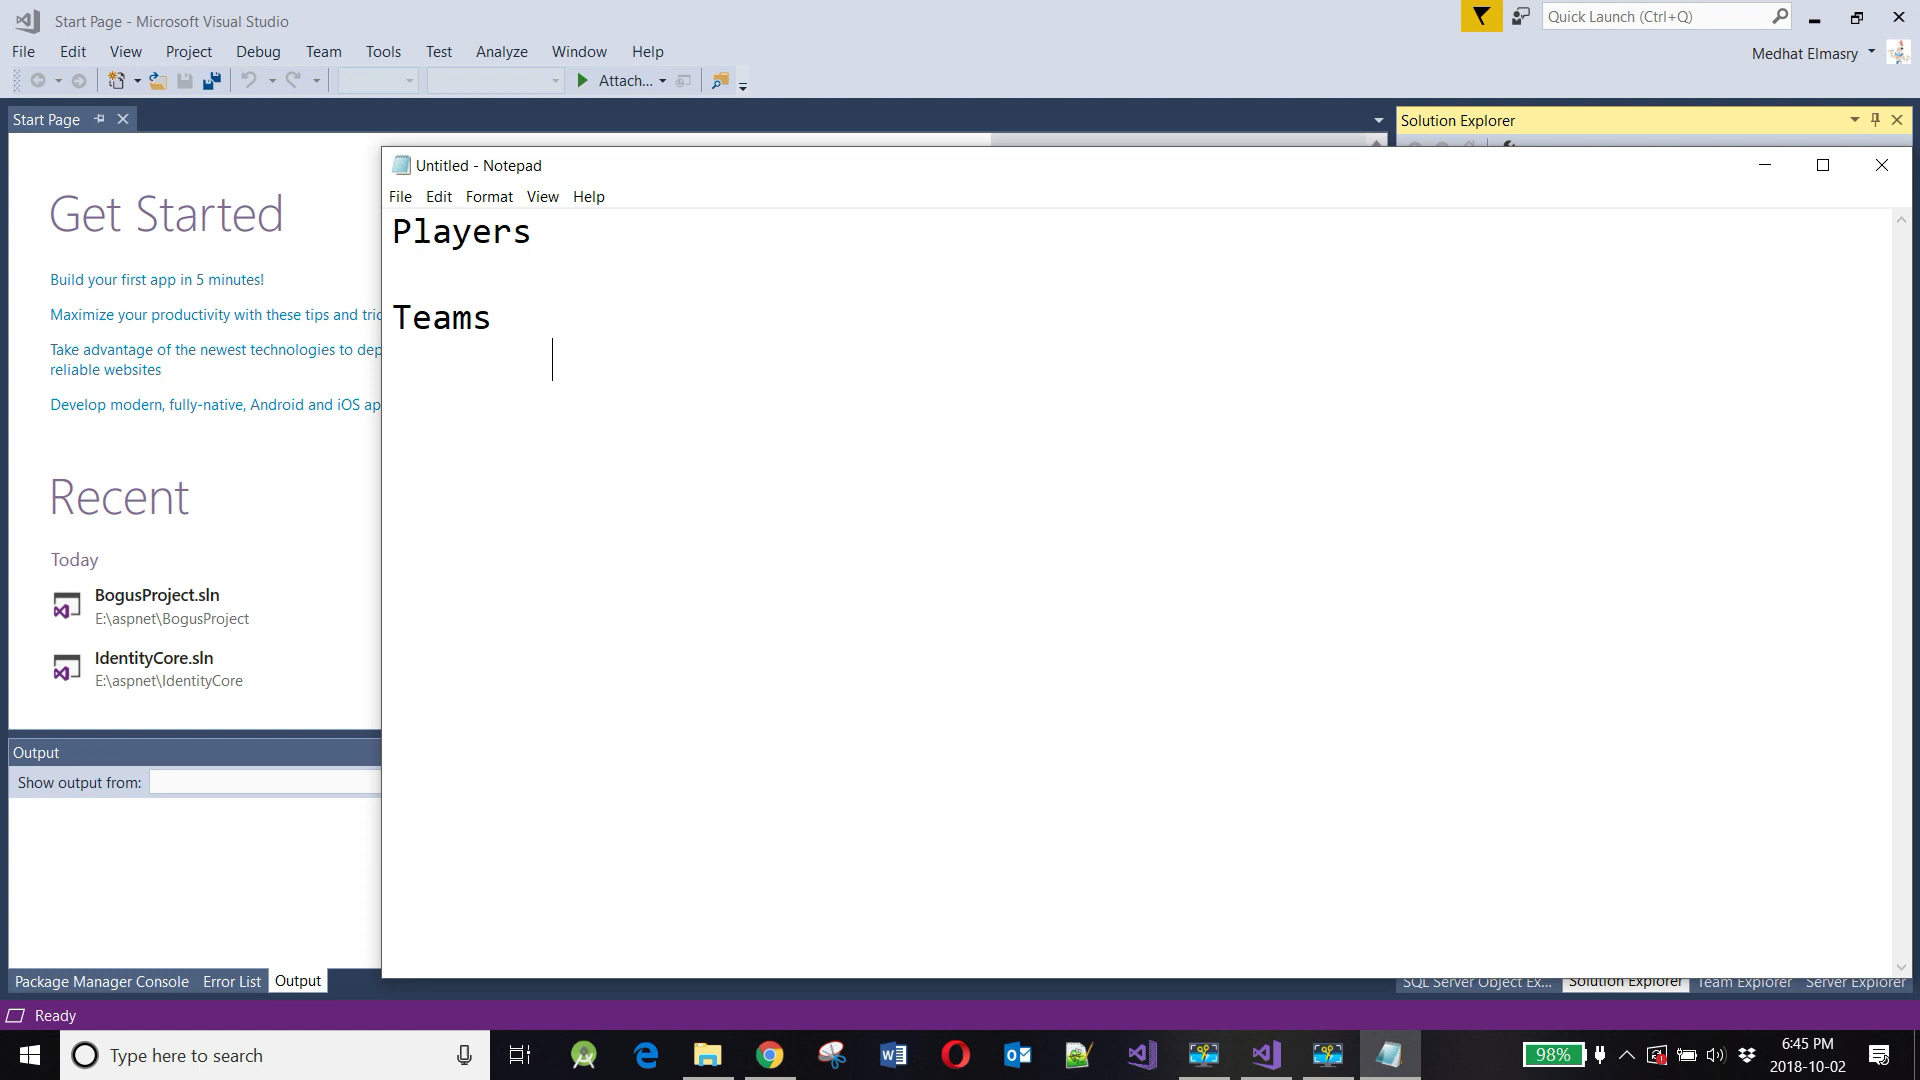 Start Page - Microsoft Visual Studio
Quick Launch (Ctrl+Q)
File Edit View Project Debug Team Tools Test Analyze Window Help
Medhat Elmasry
Attach...
Start Page
Solution Explorer
Untitled - Notepad
File Edit Format View Help
Players
Teams
Get Started
Build your first app in 5 minutes!
Maximize your productivity with these tips and tric
Take advantage of the newest technologies to dep
reliable websites
Develop modern, fully-native, Android and iOS ap
Recent
Today
BogusProject.sln
E:\aspnet\BogusProject
IdentityCore.sln
E:\aspnet\IdentityCore
Output
Show output from:
Package Manager Console Error List Output
SQL Server Object Ex... Solution Explorer Team Explorer Server Explorer
Ready
Type here to search
98%
6:45 PM
2018-10-02